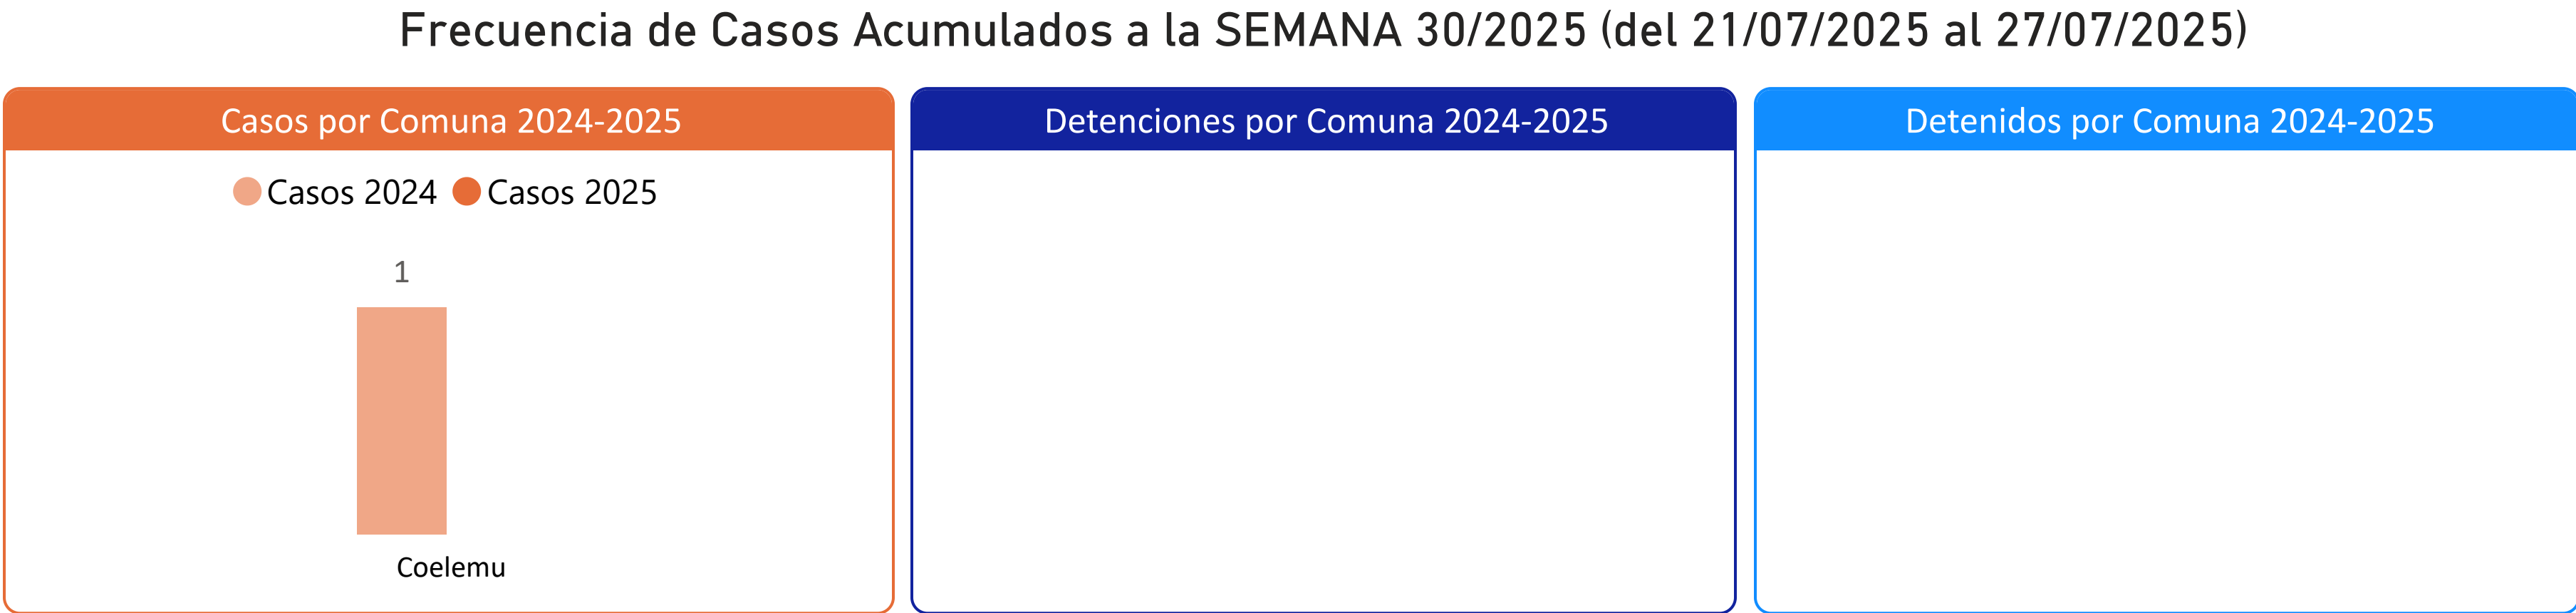 Frecuencia de Casos Acumulados a la SEMANA 30/2025 (del 21/07/2025 al 27/07/2025)
Casos por Comuna 2024-2025
Casos 2024 Casos 2025
1
Coelemu
Detenciones por Comuna 2024-2025
Detenidos por Comuna 2024-2025